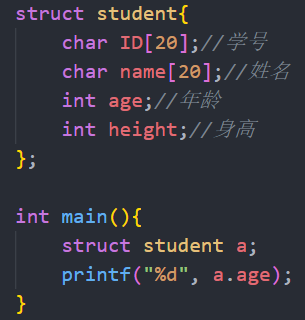 struct student{
    char ID[20];//学号
    char name[20];//姓名
    int age;//年龄
    int height;//身高
};

int main(){
    struct student a;
    printf("%d", a.age);
}